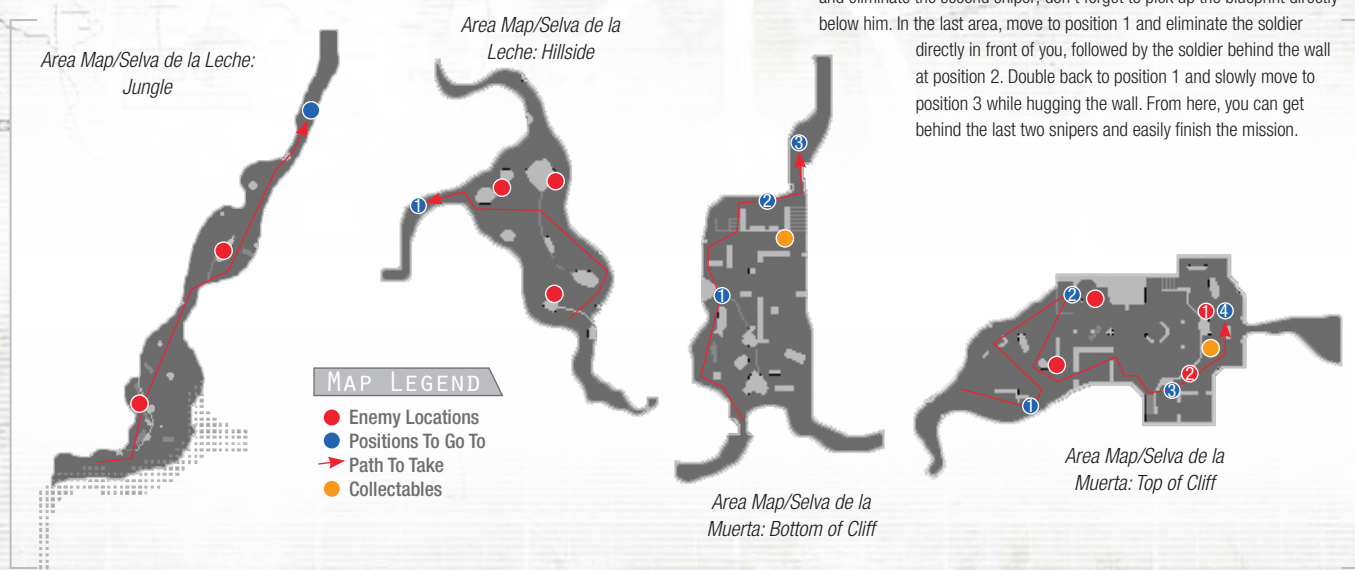 and eliminate the second sniper, don't forget to pick up the blueprint directly
below him. In the last area, move to position 1 and eliminate the soldier
directly in front of you, followed by the soldier behind the wall
at position 2. Double back to position 1 and slowly move to
position 3 while hugging the wall. From here, you can get
behind the last two snipers and easily finish the mission.
Area Map/Selva de la Leche:
Jungle
Area Map/Selva de la
Leche: Hillside
1
3
2
1
2
1
4
2
3
1
MAP LEGEND
Enemy Locations
Positions To Go To
Path To Take
Collectables
Area Map/Selva de la
Muerta: Bottom of Cliff
Area Map/Selva de la
Muerta: Top of Cliff